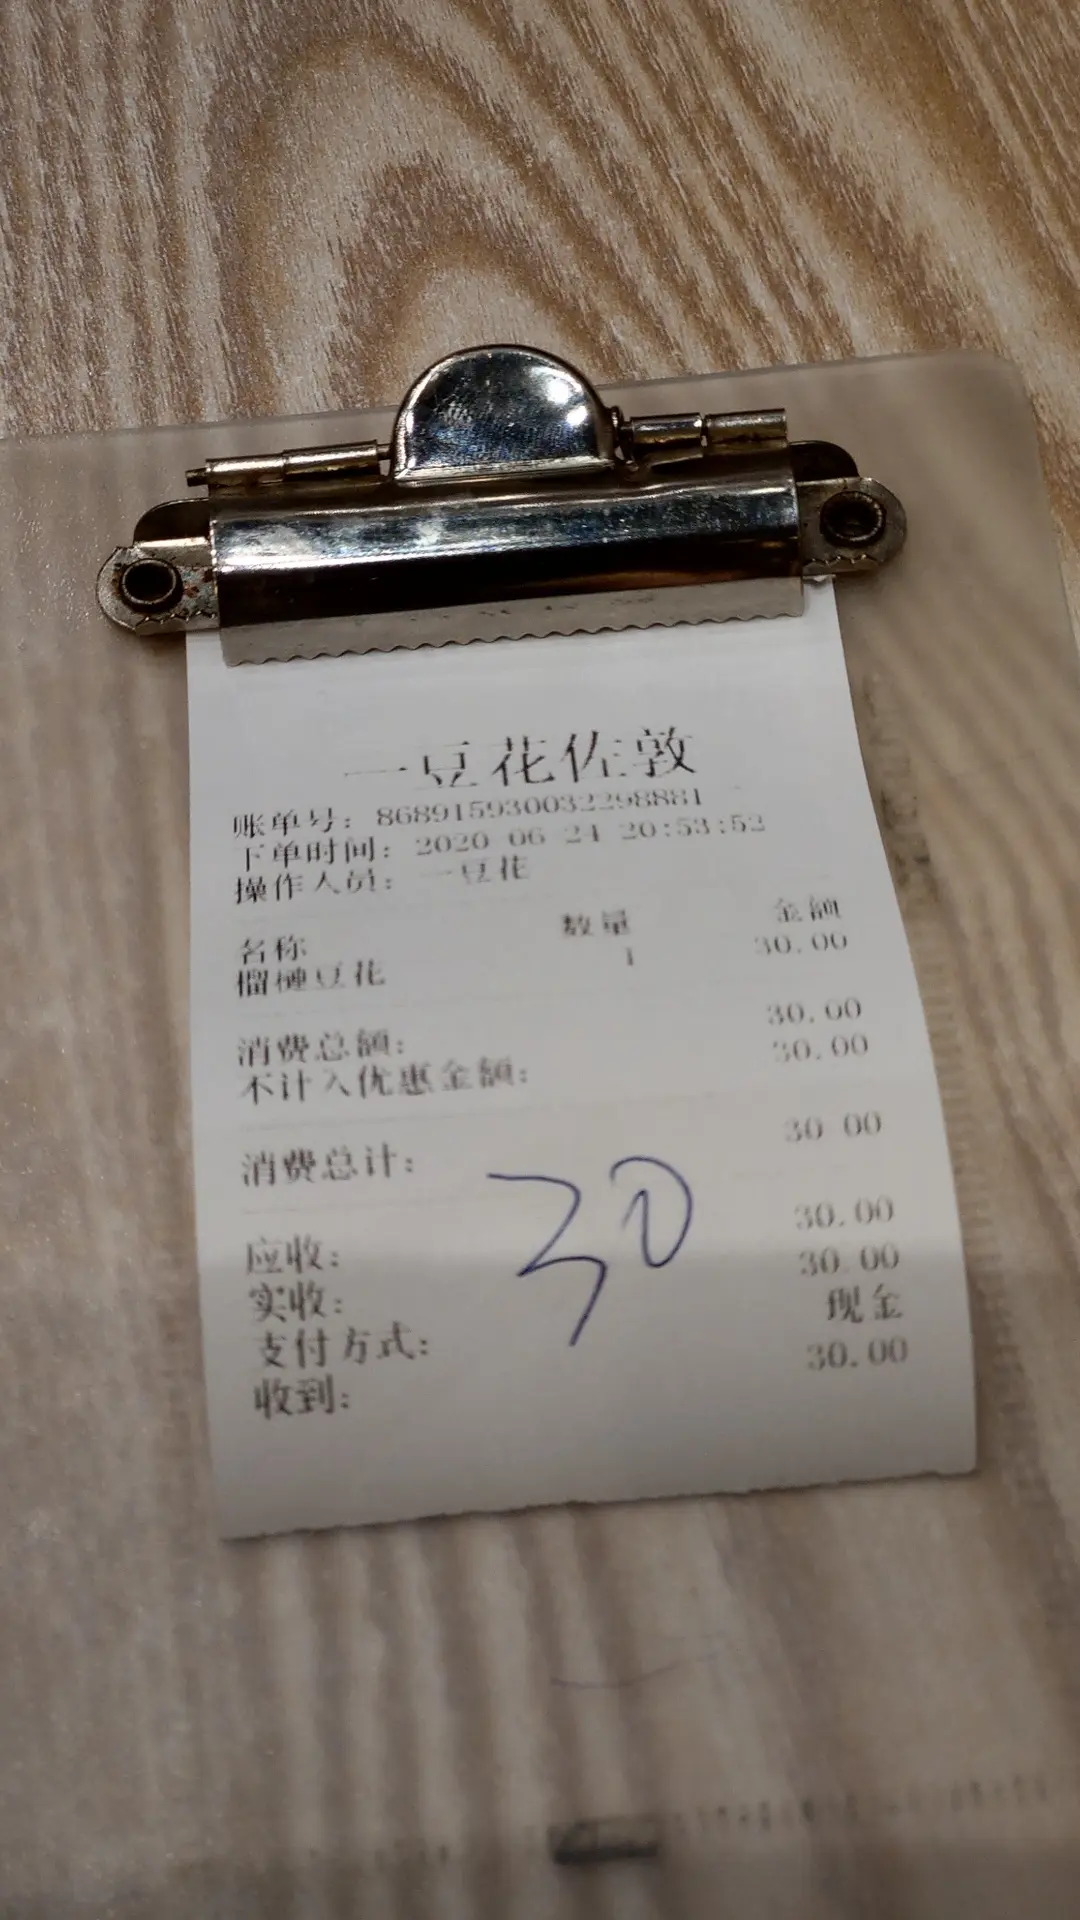 一豆花佐敦
账单号: 868915930032298881
下单时间: 2020-06-24 20:53:52
操作人员: 一豆花
名称 数量 金额
榴梿豆花 1 30.00
消费总额: 30.00
不计入优惠金额: 30.00
消费总计: 30.00
30
应收: 30.00
实收: 30.00
支付方式: 现金
收到: 30.00